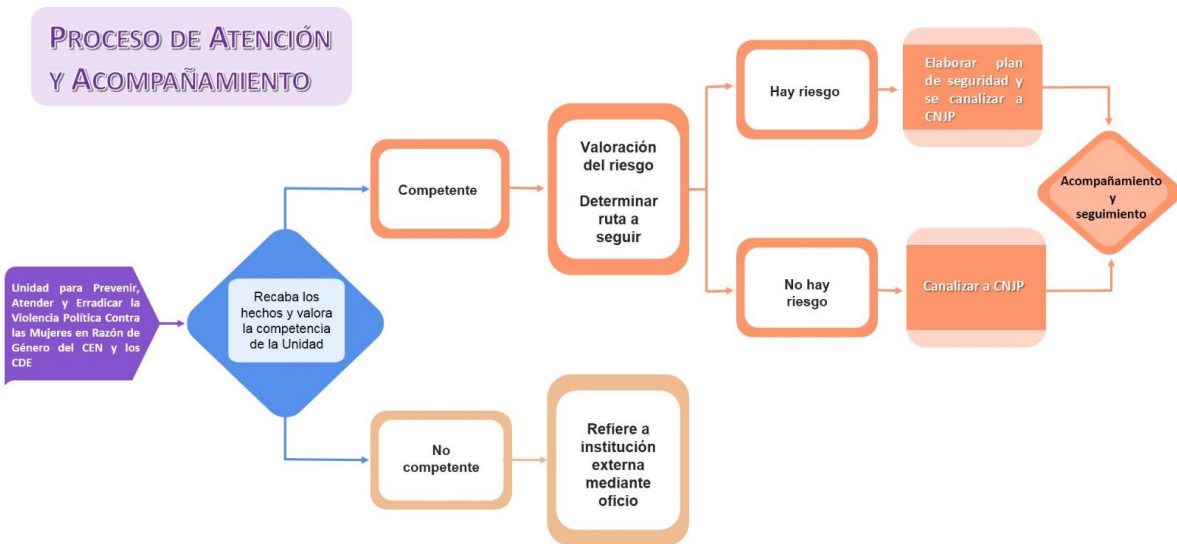 PROCESO DE ATENCIÓN
Y ACOMPAÑAMIENTO
Unidad para Prevenir,
Atender y Erradicar la
Violencia Política Contra
las Mujeres en Razón de
Género del CEN y los
CDE
Recaba los
hechos y valora
la competencia
de la Unidad
Competente
Valoración
del riesgo
Determinar
ruta a
seguir
Hay riesgo
Elaborar plan
de seguridad y
se canalizar a
CNJP
No hay
riesgo
Canalizar a CNJP
Acompañamiento
y
seguimiento
No
competente
Refiere a
institución
externa
mediante
oficio